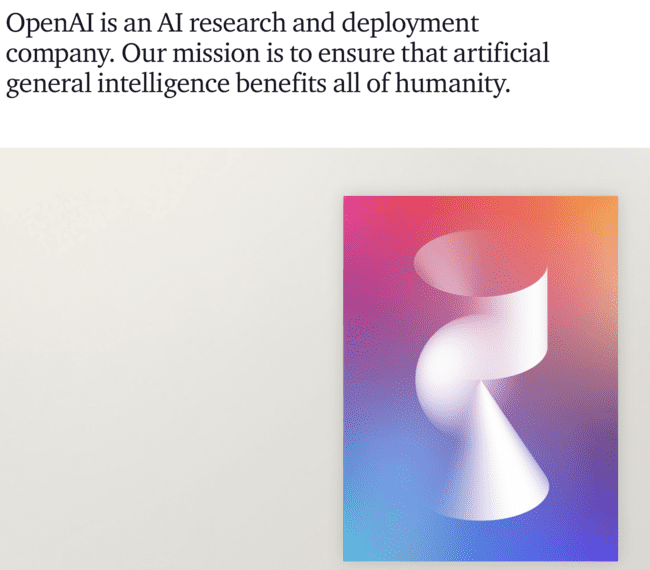 OpenAI is an AI research and deployment
company. Our mission is to ensure that artificial
general intelligence benefits all of humanity.